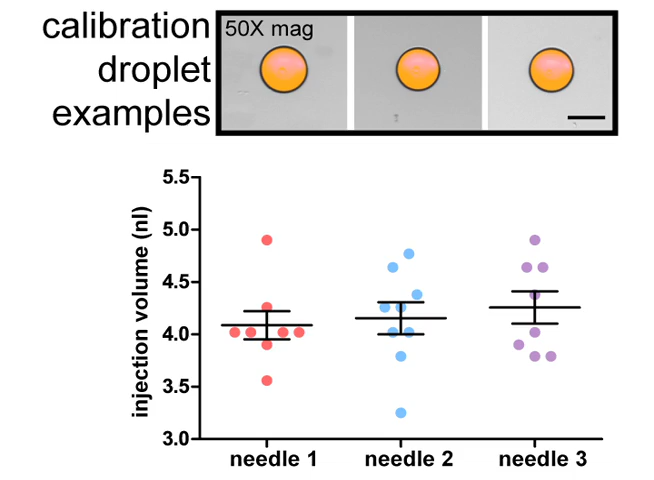 calibration
droplet
examples
50X mag
injection volume (nl)
5.5
5.0
4.5
4.0
3.5
3.0
needle 1 needle 2 needle 3